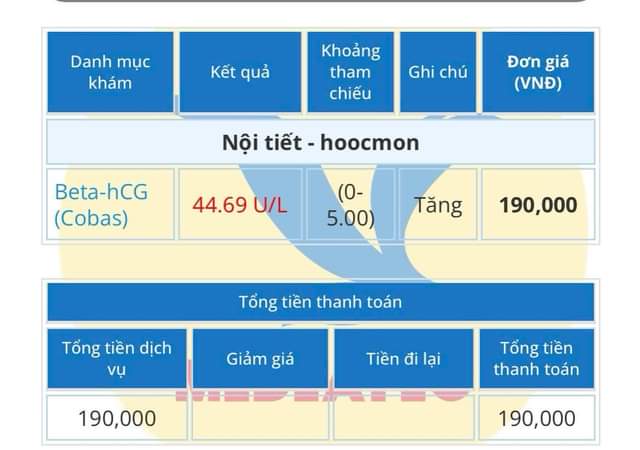 Danh mục
khám
Kết quả
Khoảng
tham
chiếu
Ghi chú
Đơn giá
(VNĐ)
Nội tiết - hoocmon
Beta-hCG
(Cobas)
44.69 U/L
(0-
5.00)
Tăng
190,000
Tổng tiền thanh toán
Tổng tiền dịch
vụ
Giảm giá
Tiền đi lại
Tổng tiền
thanh toán
190,000
190,000